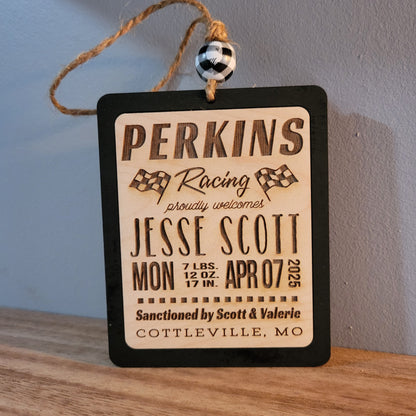 PERKINS
Racing
proudly welcomes
JESSE SCOTT
MON 7 LBS. 12 OZ. 17 IN. APR 07 2025
Sanctioned by Scott & Valerie
COTTLEVILLE, MO